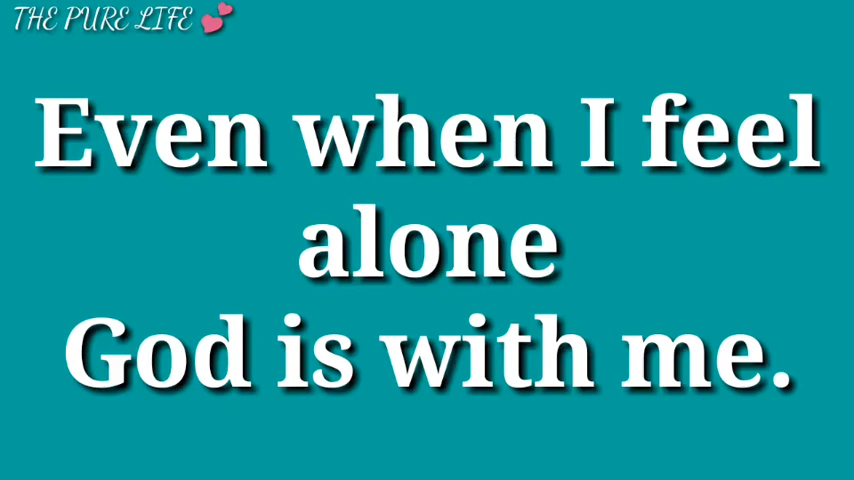 THE PURE LIFE 💕
Even when I feel
alone
God is with me.